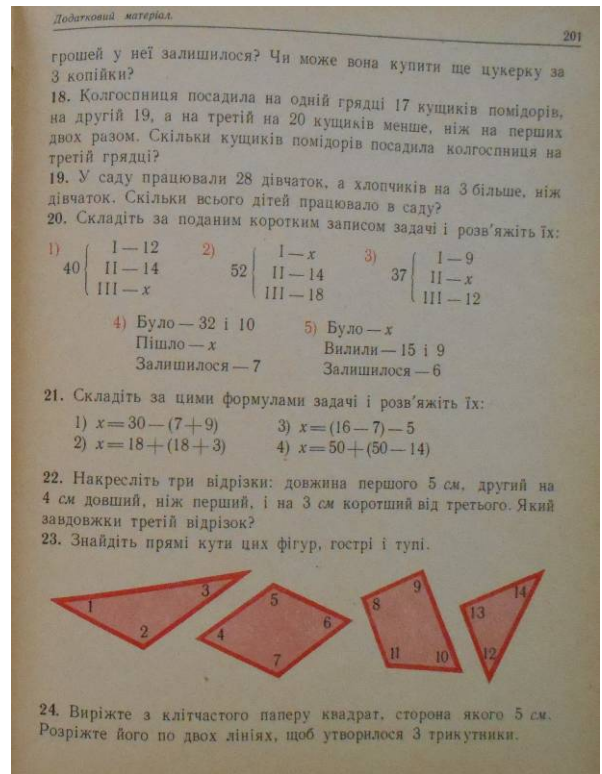 Додатковий матеріал.
201
грошей у неї залишилося? Чи може вона купити ще цукерку за
3 копійки?
18. Колгоспниця посадила на одній грядці 17 кущиків помідорів,
на другій 19, а на третій на 20 кущиків менше, ніж на перших
двох разом. Скільки кущиків помідорів посадила колгоспниця на
третій грядці?
19. У саду працювали 28 дівчаток, а хлопчиків на 3 більше, ніж
дівчаток. Скільки всього дітей працювало в саду?
20. Складіть за поданим коротким записом задачі і розв'яжіть їх:
1) 40 { I — 12
II — 14
III — x
2) 52 { I — x
II — 14
III — 18
3) 37 { I — 9
II — x
III — 12
4) Було — 32 і 10
Пішло — x
Залишилося — 7
5) Було — x
Вилили — 15 і 9
Залишилося — 6
21. Складіть за цими формулами задачі і розв'яжіть їх:
1) x = 30 — (7 + 9)
2) x = 18 + (18 + 3)
3) x = (16 — 7) — 5
4) x = 50 + (50 — 14)
22. Накресліть три відрізки: довжина першого 5 см, другий на
4 см довший, ніж перший, і на 3 см коротший від третього. Який
завдовжки третій відрізок?
23. Знайдіть прямі кути цих фігур, гострі і тупі.
1 2 3
4 5 6 7
8 9 10 11
12 13 14
24. Виріжте з клітчастого паперу квадрат, сторона якого 5 см.
Розріжте його по двох лініях, щоб утворилося 3 трикутники.